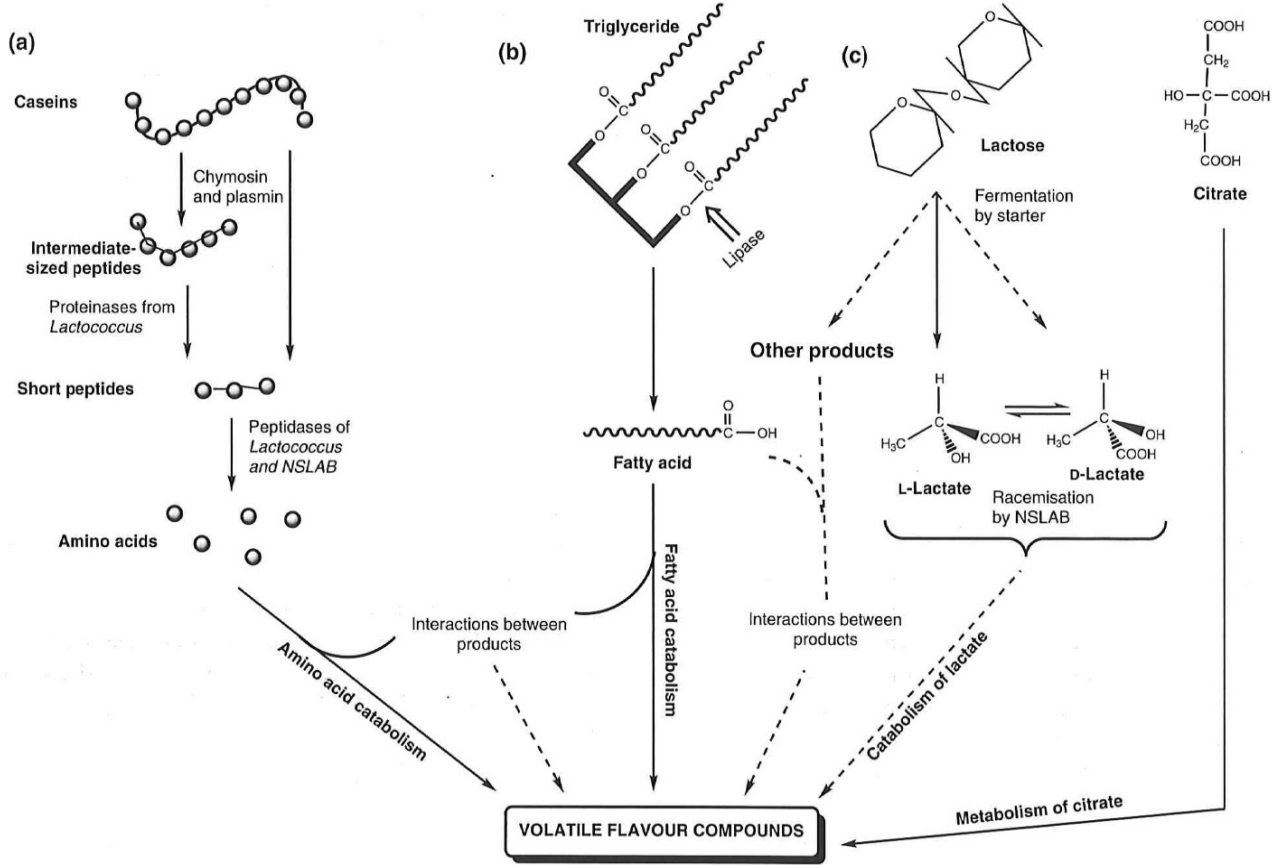 (a)
Caseins
Chymosin
and plasmin
Intermediate-
sized peptides
Proteinases from
Lactococcus
Short peptides
Peptidases of
Lactococcus
and NSLAB
Amino acids
Amino acid catabolism
Interactions between
products
(b)
Triglyceride
O
C
O
O
C
O
O
C
O
Lipase
O
C
OH
Fatty acid
Fatty acid catabolism
(c)
O
O
O
Lactose
Fermentation
by starter
Other products
H
C
H3C
COOH
OH
L-Lactate
H
C
H3C
OH
COOH
D-Lactate
Racemisation
by NSLAB
Interactions between
products
Catabolism of lactate
COOH
CH2
HO
C
COOH
H2C
COOH
Citrate
Metabolism of citrate
VOLATILE FLAVOUR COMPOUNDS